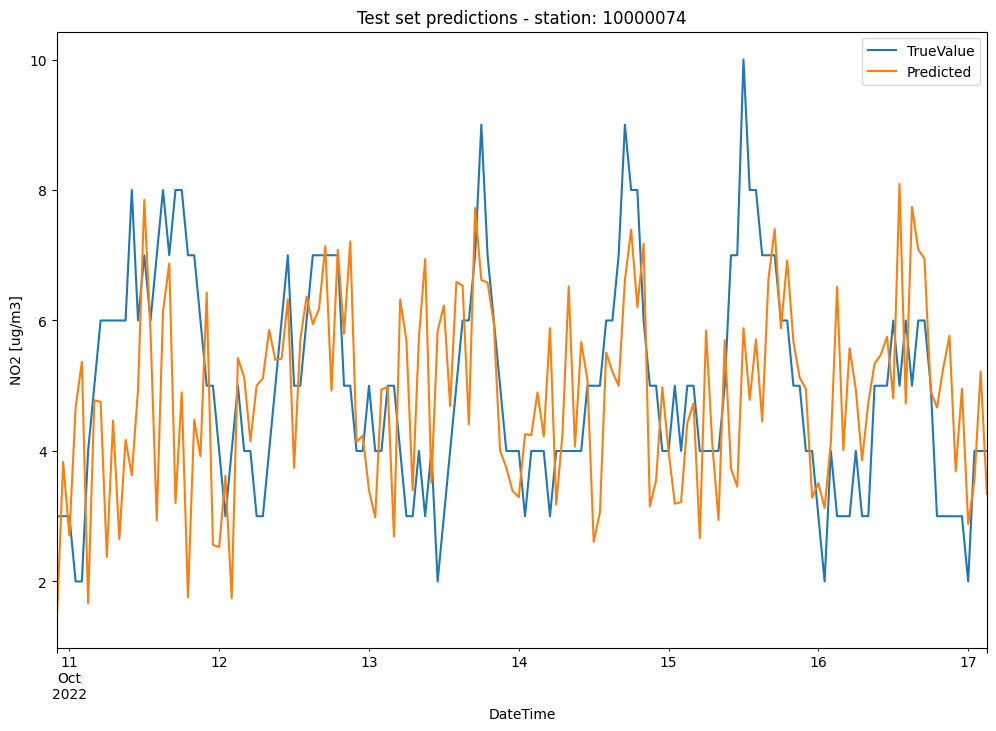 Test set predictions - station: 10000074
TrueValue
Predicted
NO2 [ug/m3]
10
8
6
4
2
11 12 13 14 15 16 17
Oct
2022
DateTime